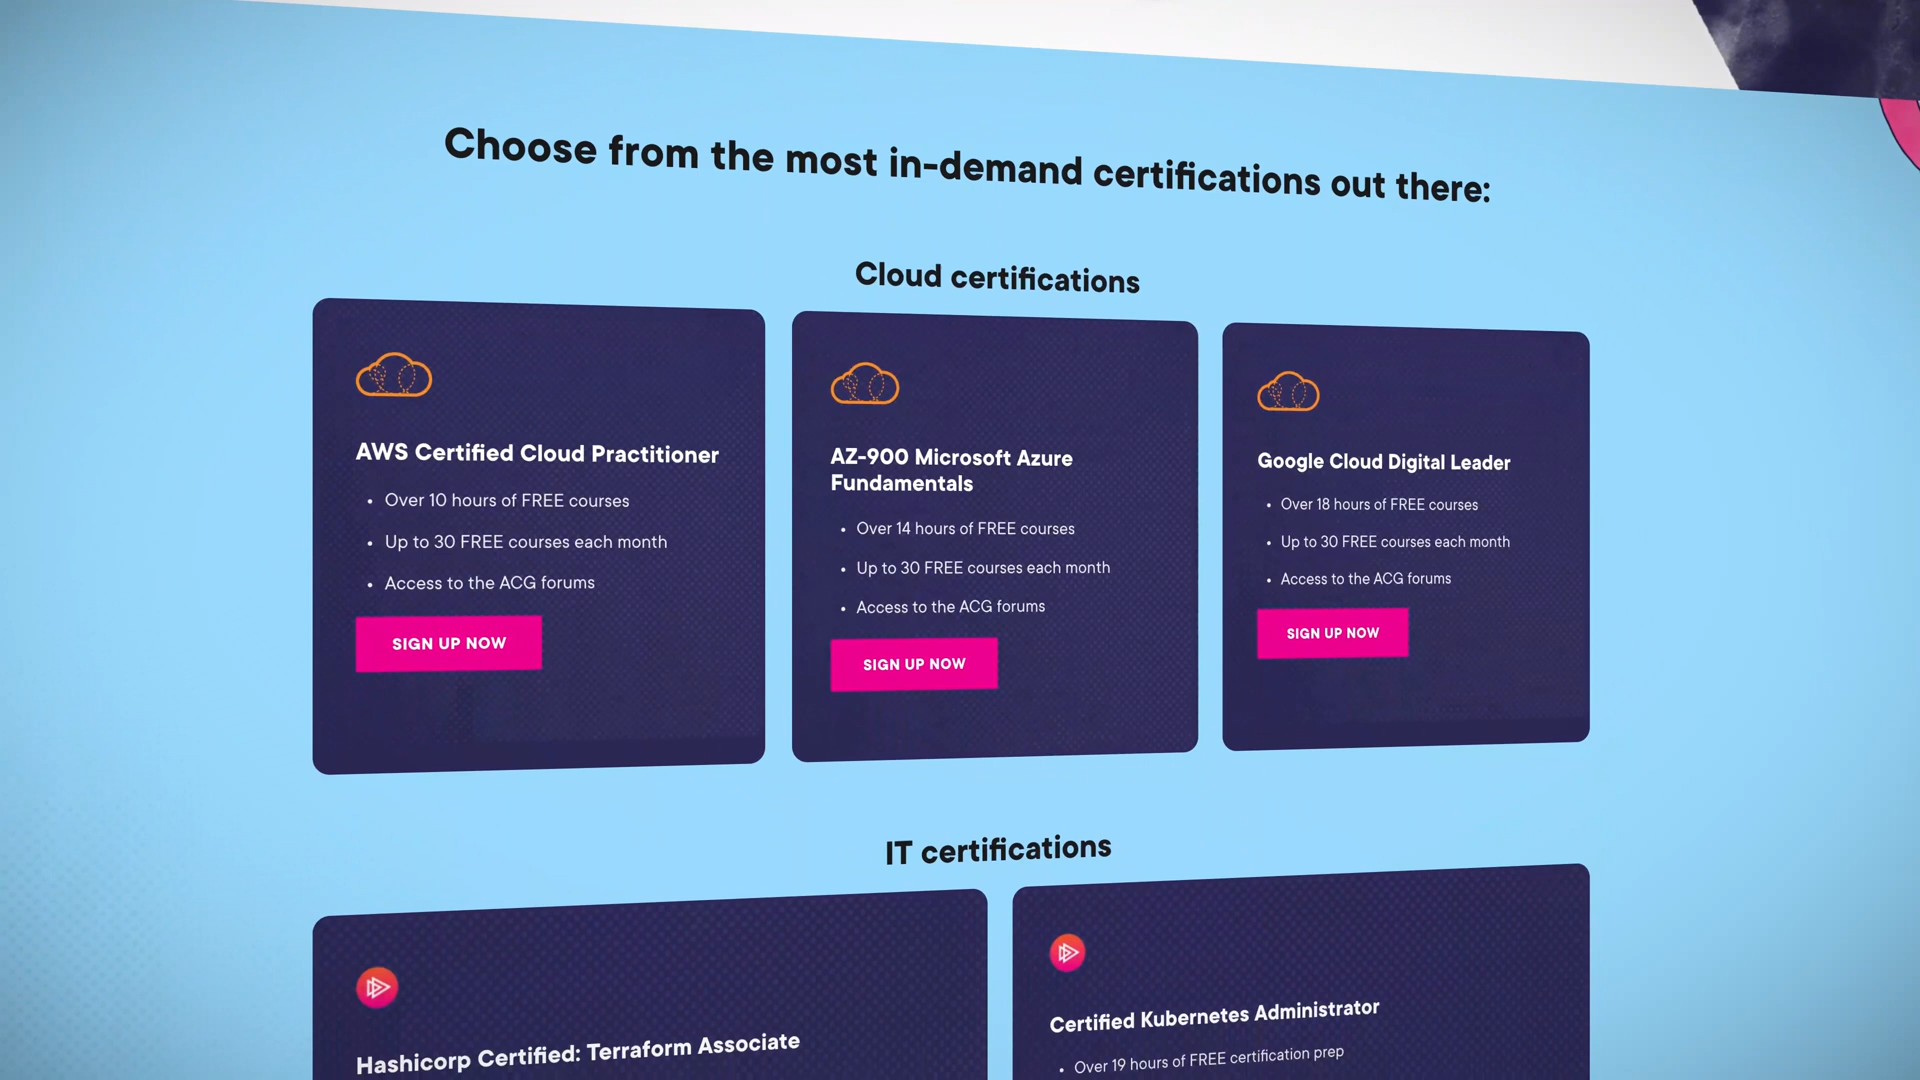 Choose from the most in-demand certifications out there:
Cloud certifications
AWS Certified Cloud Practitioner
• Over 10 hours of FREE courses
• Up to 30 FREE courses each month
• Access to the ACG forums
SIGN UP NOW
AZ-900 Microsoft Azure
Fundamentals
• Over 14 hours of FREE courses
• Up to 30 FREE courses each month
• Access to the ACG forums
SIGN UP NOW
Google Cloud Digital Leader
• Over 18 hours of FREE courses
• Up to 30 FREE courses each month
• Access to the ACG forums
SIGN UP NOW
IT certifications
Hashicorp Certified: Terraform Associate
Certified Kubernetes Administrator
• Over 19 hours of FREE certification prep